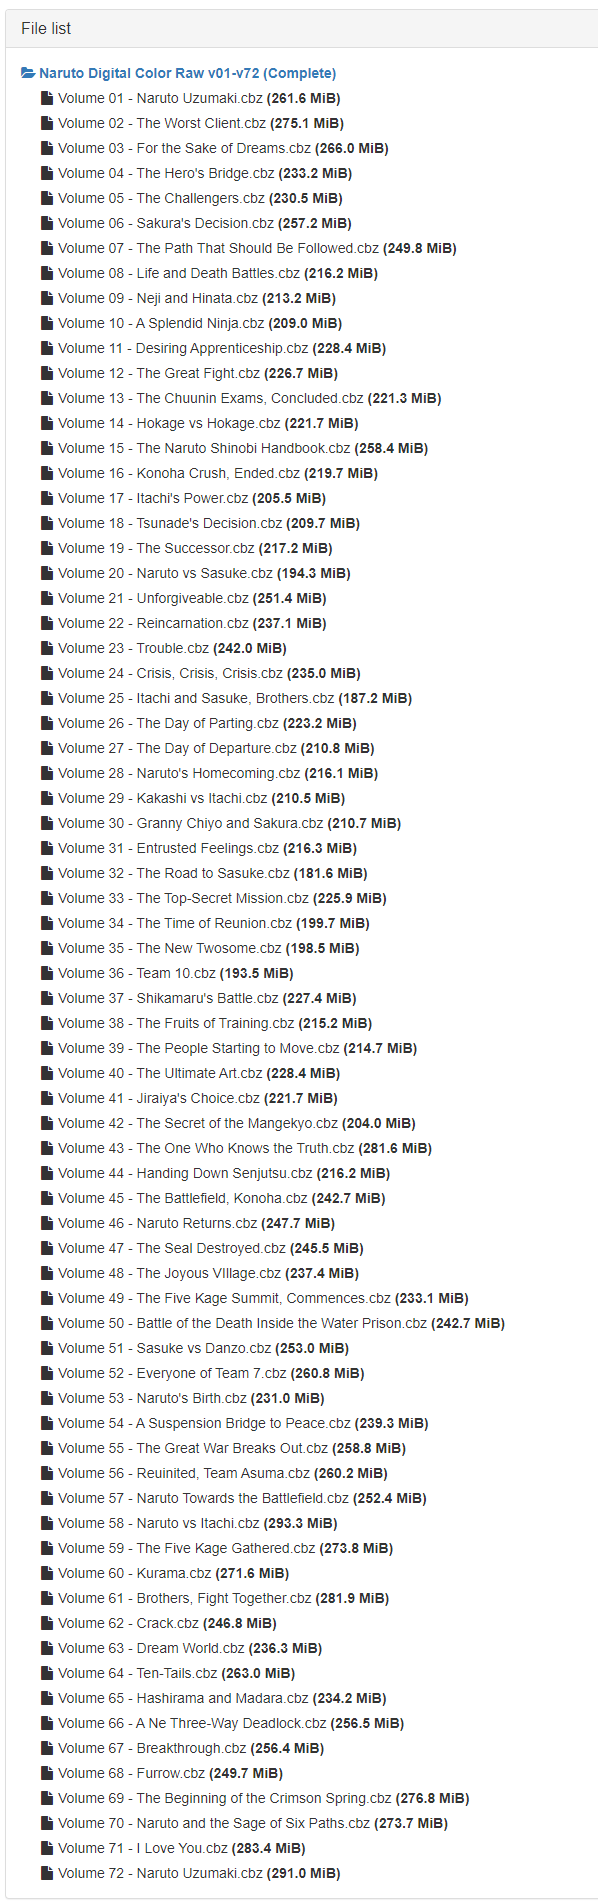 File list
Naruto Digital Color Raw v01-v72 (Complete)
Volume 01 - Naruto Uzumaki.cbz (261.6 MiB)
Volume 02 - The Worst Client.cbz (275.1 MiB)
Volume 03 - For the Sake of Dreams.cbz (266.0 MiB)
Volume 04 - The Hero's Bridge.cbz (233.2 MiB)
Volume 05 - The Challengers.cbz (230.5 MiB)
Volume 06 - Sakura's Decision.cbz (257.2 MiB)
Volume 07 - The Path That Should Be Followed.cbz (249.8 MiB)
Volume 08 - Life and Death Battles.cbz (216.2 MiB)
Volume 09 - Neji and Hinata.cbz (213.2 MiB)
Volume 10 - A Splendid Ninja.cbz (209.0 MiB)
Volume 11 - Desiring Apprenticeship.cbz (228.4 MiB)
Volume 12 - The Great Fight.cbz (226.7 MiB)
Volume 13 - The Chuunin Exams, Concluded.cbz (221.3 MiB)
Volume 14 - Hokage vs Hokage.cbz (221.7 MiB)
Volume 15 - The Naruto Shinobi Handbook.cbz (258.4 MiB)
Volume 16 - Konoha Crush, Ended.cbz (219.7 MiB)
Volume 17 - Itachi's Power.cbz (205.5 MiB)
Volume 18 - Tsunade's Decision.cbz (209.7 MiB)
Volume 19 - The Successor.cbz (217.2 MiB)
Volume 20 - Naruto vs Sasuke.cbz (194.3 MiB)
Volume 21 - Unforgiveable.cbz (251.4 MiB)
Volume 22 - Reincarnation.cbz (237.1 MiB)
Volume 23 - Trouble.cbz (242.0 MiB)
Volume 24 - Crisis, Crisis, Crisis.cbz (235.0 MiB)
Volume 25 - Itachi and Sasuke, Brothers.cbz (187.2 MiB)
Volume 26 - The Day of Parting.cbz (223.2 MiB)
Volume 27 - The Day of Departure.cbz (210.8 MiB)
Volume 28 - Naruto's Homecoming.cbz (216.1 MiB)
Volume 29 - Kakashi vs Itachi.cbz (210.5 MiB)
Volume 30 - Granny Chiyo and Sakura.cbz (210.7 MiB)
Volume 31 - Entrusted Feelings.cbz (216.3 MiB)
Volume 32 - The Road to Sasuke.cbz (181.6 MiB)
Volume 33 - The Top-Secret Mission.cbz (225.9 MiB)
Volume 34 - The Time of Reunion.cbz (199.7 MiB)
Volume 35 - The New Twosome.cbz (198.5 MiB)
Volume 36 - Team 10.cbz (193.5 MiB)
Volume 37 - Shikamaru's Battle.cbz (227.4 MiB)
Volume 38 - The Fruits of Training.cbz (215.2 MiB)
Volume 39 - The People Starting to Move.cbz (214.7 MiB)
Volume 40 - The Ultimate Art.cbz (228.4 MiB)
Volume 41 - Jiraiya's Choice.cbz (221.7 MiB)
Volume 42 - The Secret of the Mangekyo.cbz (204.0 MiB)
Volume 43 - The One Who Knows the Truth.cbz (281.6 MiB)
Volume 44 - Handing Down Senjutsu.cbz (216.2 MiB)
Volume 45 - The Battlefield, Konoha.cbz (242.7 MiB)
Volume 46 - Naruto Returns.cbz (247.7 MiB)
Volume 47 - The Seal Destroyed.cbz (245.5 MiB)
Volume 48 - The Joyous VIllage.cbz (237.4 MiB)
Volume 49 - The Five Kage Summit, Commences.cbz (233.1 MiB)
Volume 50 - Battle of the Death Inside the Water Prison.cbz (242.7 MiB)
Volume 51 - Sasuke vs Danzo.cbz (253.0 MiB)
Volume 52 - Everyone of Team 7.cbz (260.8 MiB)
Volume 53 - Naruto's Birth.cbz (231.0 MiB)
Volume 54 - A Suspension Bridge to Peace.cbz (239.3 MiB)
Volume 55 - The Great War Breaks Out.cbz (258.8 MiB)
Volume 56 - Reuinited, Team Asuma.cbz (260.2 MiB)
Volume 57 - Naruto Towards the Battlefield.cbz (252.4 MiB)
Volume 58 - Naruto vs Itachi.cbz (293.3 MiB)
Volume 59 - The Five Kage Gathered.cbz (273.8 MiB)
Volume 60 - Kurama.cbz (271.6 MiB)
Volume 61 - Brothers, Fight Together.cbz (281.9 MiB)
Volume 62 - Crack.cbz (246.8 MiB)
Volume 63 - Dream World.cbz (236.3 MiB)
Volume 64 - Ten-Tails.cbz (263.0 MiB)
Volume 65 - Hashirama and Madara.cbz (234.2 MiB)
Volume 66 - A Ne Three-Way Deadlock.cbz (256.5 MiB)
Volume 67 - Breakthrough.cbz (256.4 MiB)
Volume 68 - Furrow.cbz (249.7 MiB)
Volume 69 - The Beginning of the Crimson Spring.cbz (276.8 MiB)
Volume 70 - Naruto and the Sage of Six Paths.cbz (273.7 MiB)
Volume 71 - I Love You.cbz (283.4 MiB)
Volume 72 - Naruto Uzumaki.cbz (291.0 MiB)